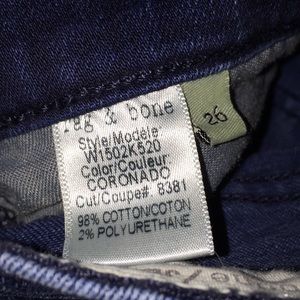 rag & bone
Style/Modele
W1502K520
Color/Couleur:
CORONADO
Cut/Coupe#: 8381
98% COTTON/COTON
2% POLYURETHANE
26